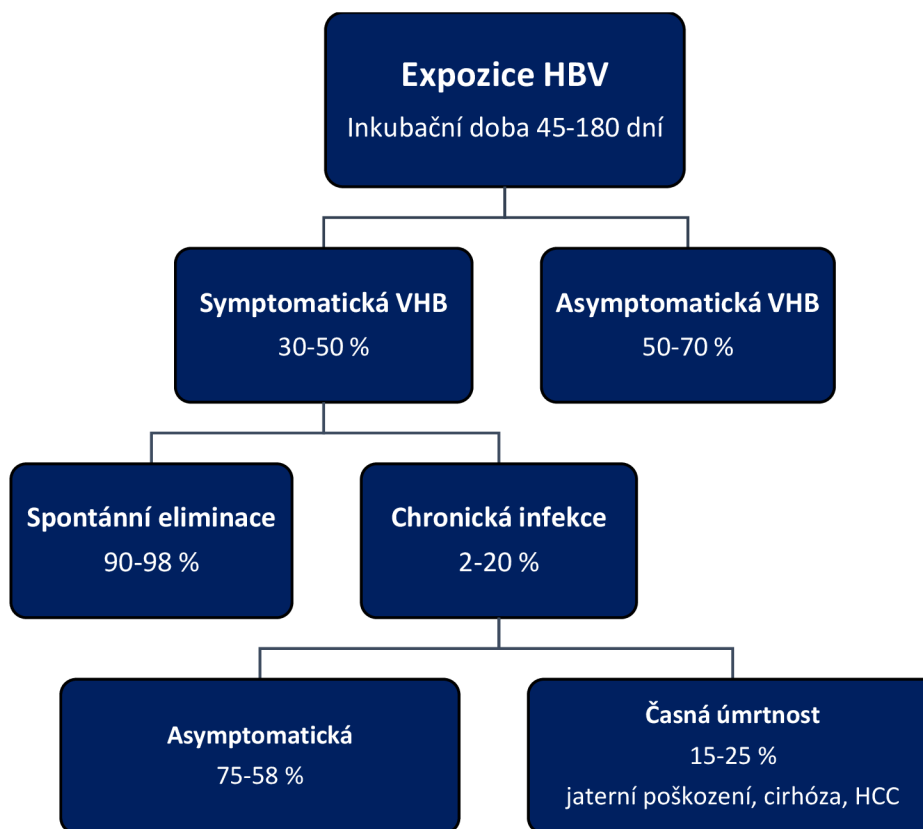 Expozice HBV
Inkubační doba 45-180 dní
Symptomatická VHB
30-50 %
Asymptomatická VHB
50-70 %
Spontánní eliminace
90-98 %
Chronická infekce
2-20 %
Asymptomatická
75-58 %
Časná úmrtnost
15-25 %
jaterní poškození, cirhóza, HCC